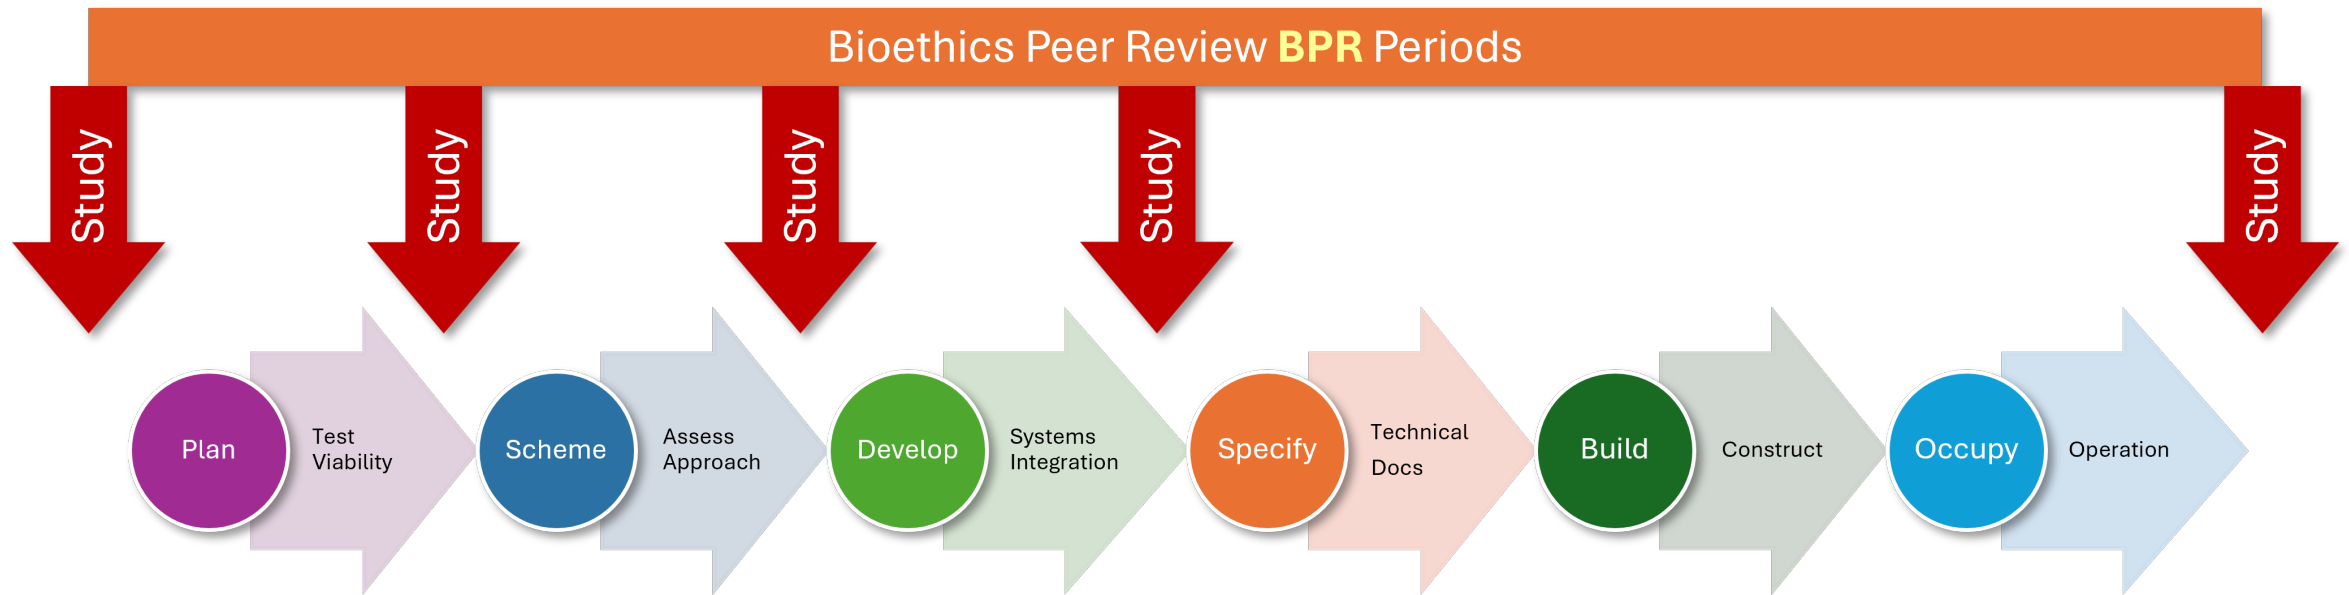 Bioethics Peer Review BPR Periods
Study
Study
Study
Study
Study
Plan
Test
Viability
Scheme
Assess
Approach
Develop
Systems
Integration
Specify
Technical
Docs
Build
Construct
Occupy
Operation